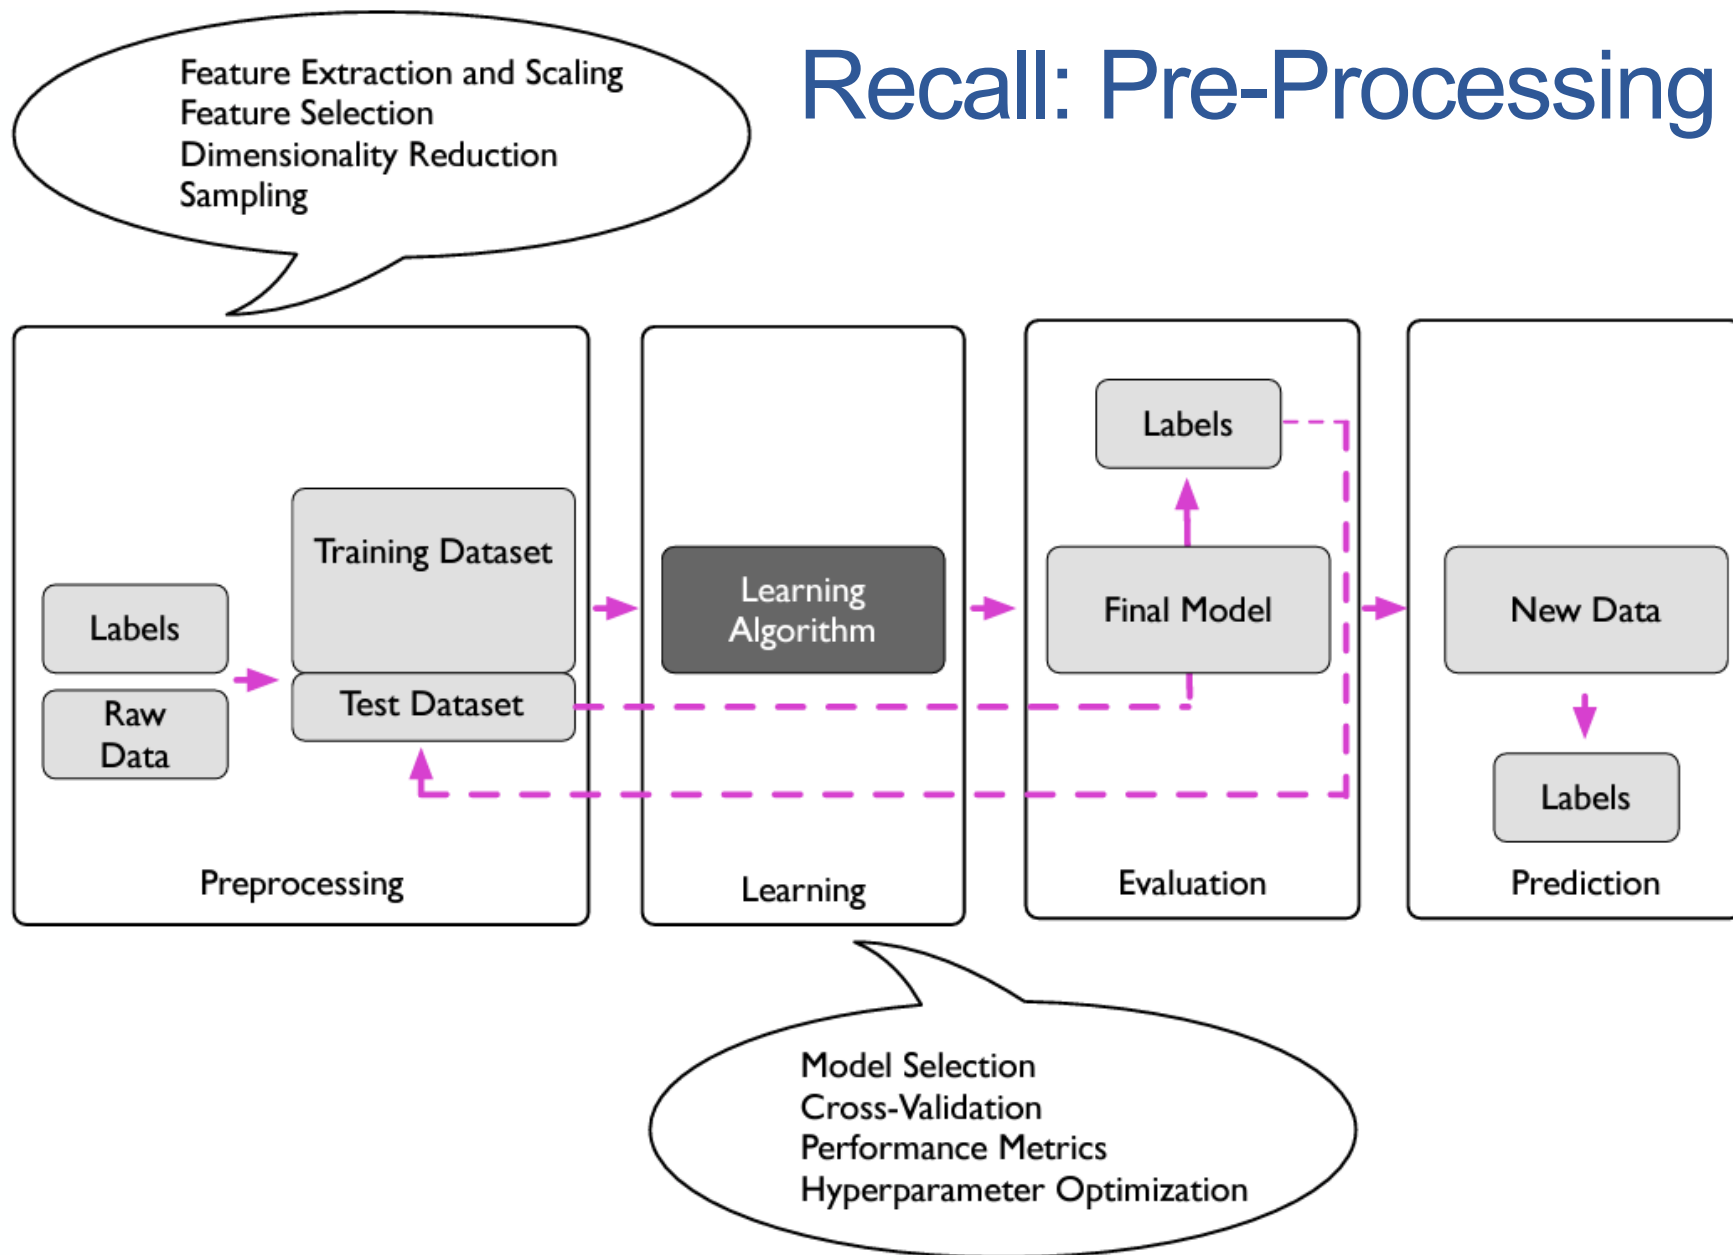 Recall: Pre-Processing
Feature Extraction and Scaling
Feature Selection
Dimensionality Reduction
Sampling
Labels
Raw
Data
Training Dataset
Test Dataset
Preprocessing
Learning
Algorithm
Learning
Labels
Final Model
Evaluation
New Data
Labels
Prediction
Model Selection
Cross-Validation
Performance Metrics
Hyperparameter Optimization